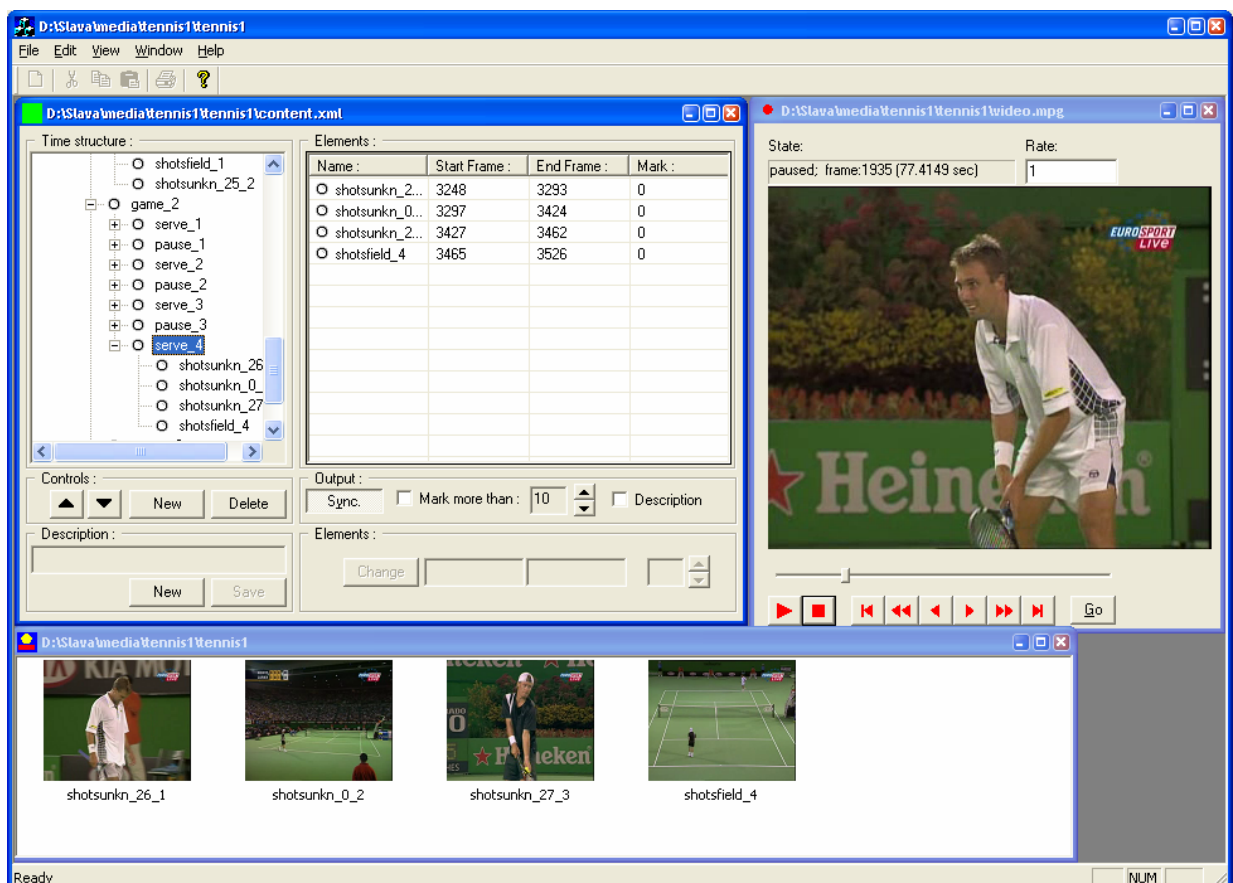 D:\Slava\media\tennis1\tennis1
File Edit View Window Help
D:\Slava\media\tennis1\tennis1\content.xml
Time structure :
shotsfield_1
shotsunkn_25_2
game_2
serve_1
pause_1
serve_2
pause_2
serve_3
pause_3
serve_4
shotsunkn_26
shotsunkn_0_
shotsunkn_27
shotsfield_4
Elements :
Name : Start Frame : End Frame : Mark :
shotsunkn_2... 3248 3293 0
shotsunkn_0... 3297 3424 0
shotsunkn_2... 3427 3462 0
shotsfield_4 3465 3526 0
Controls :
New Delete
Output :
Sync. Mark more than : 10 Description
Description :
New Save
Elements :
Change
D:\Slava\media\tennis1\tennis1\video.mpg
State: Rate:
paused; frame:1935 (77.4149 sec) 1
EUROSPORT
LIVE
Heineken
Go
D:\Slava\media\tennis1\tennis1
KIA MO
Heineken
shotsunkn_26_1 shotsunkn_0_2 shotsunkn_27_3 shotsfield_4
Ready NUM